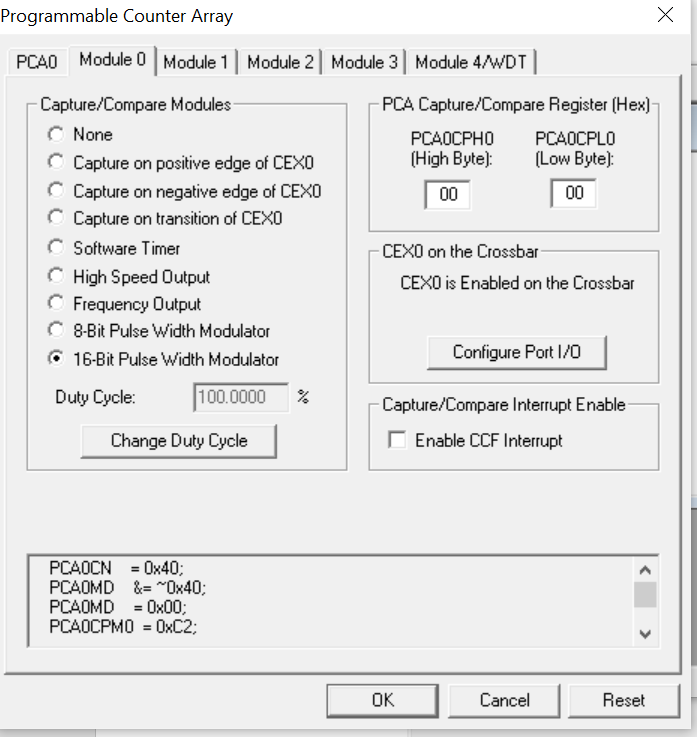 Programmable Counter Array
PCA0
Module 0
Module 1
Module 2
Module 3
Module 4/WDT
Capture/Compare Modules
None
Capture on positive edge of CEX0
Capture on negative edge of CEX0
Capture on transition of CEX0
Software Timer
High Speed Output
Frequency Output
8-Bit Pulse Width Modulator
16-Bit Pulse Width Modulator
Duty Cycle: 100.0000 %
Change Duty Cycle
PCA Capture/Compare Register (Hex)
PCA0CPH0 PCA0CPL0
(High Byte): (Low Byte):
00 00
CEX0 on the Crossbar
CEX0 is Enabled on the Crossbar
Configure Port I/O
Capture/Compare Interrupt Enable
Enable CCF Interrupt
PCA0CN = 0x40;
PCA0MD &= ~0x40;
PCA0MD = 0x00;
PCA0CPM0 = 0xC2;
OK
Cancel
Reset